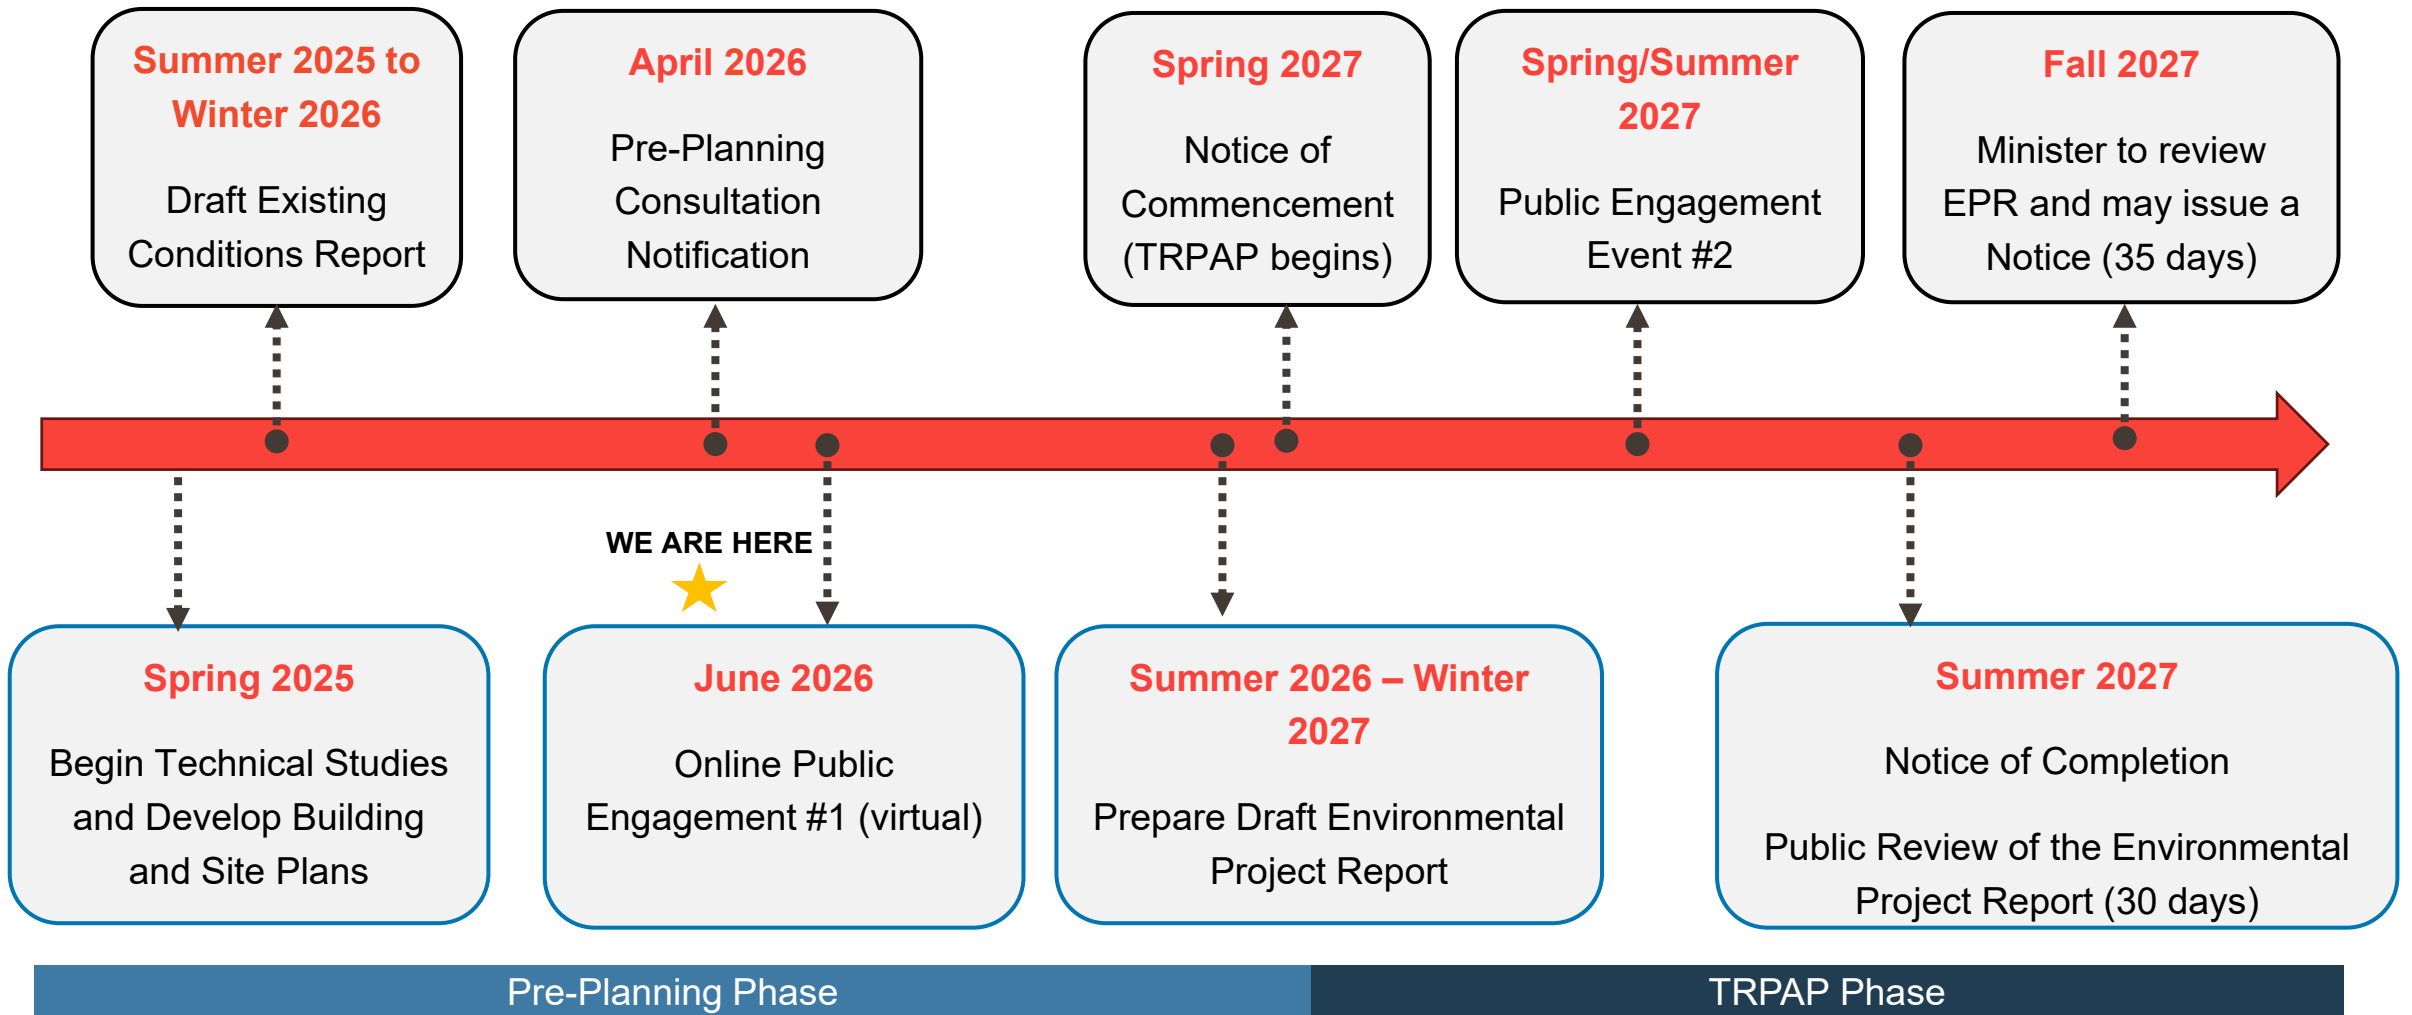 Summer 2025 to
Winter 2026
Draft Existing
Conditions Report
April 2026
Pre-Planning
Consultation
Notification
Spring 2027
Notice of
Commencement
(TRPAP begins)
Spring/Summer
2027
Public Engagement
Event #2
Fall 2027
Minister to review
EPR and may issue a
Notice (35 days)
WE ARE HERE
Spring 2025
Begin Technical Studies
and Develop Building
and Site Plans
June 2026
Online Public
Engagement #1 (virtual)
Summer 2026 – Winter
2027
Prepare Draft Environmental
Project Report
Summer 2027
Notice of Completion
Public Review of the Environmental
Project Report (30 days)
Pre-Planning Phase
TRPAP Phase